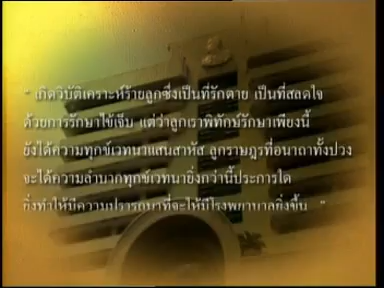 " เกิดวิบัติเคราะห์ร้ายลูกซึ่งเป็นที่รักตาย เป็นที่สลดใจ
ด้วยการรักษาไข้เจ็บ แต่ว่าลูกเราพิทักษ์รักษาเพียงนี้
ยังได้ความทุกข์เวทนาแสนสาหัส ลูกราษฎรที่อนาถาทั้งปวง
จะได้ความลำบากทุกข์เวทนายิ่งกว่านี้ประการใด
ยิ่งทำให้มีความปรารถนาที่จะให้มีโรงพยาบาลยิ่งขึ้น "